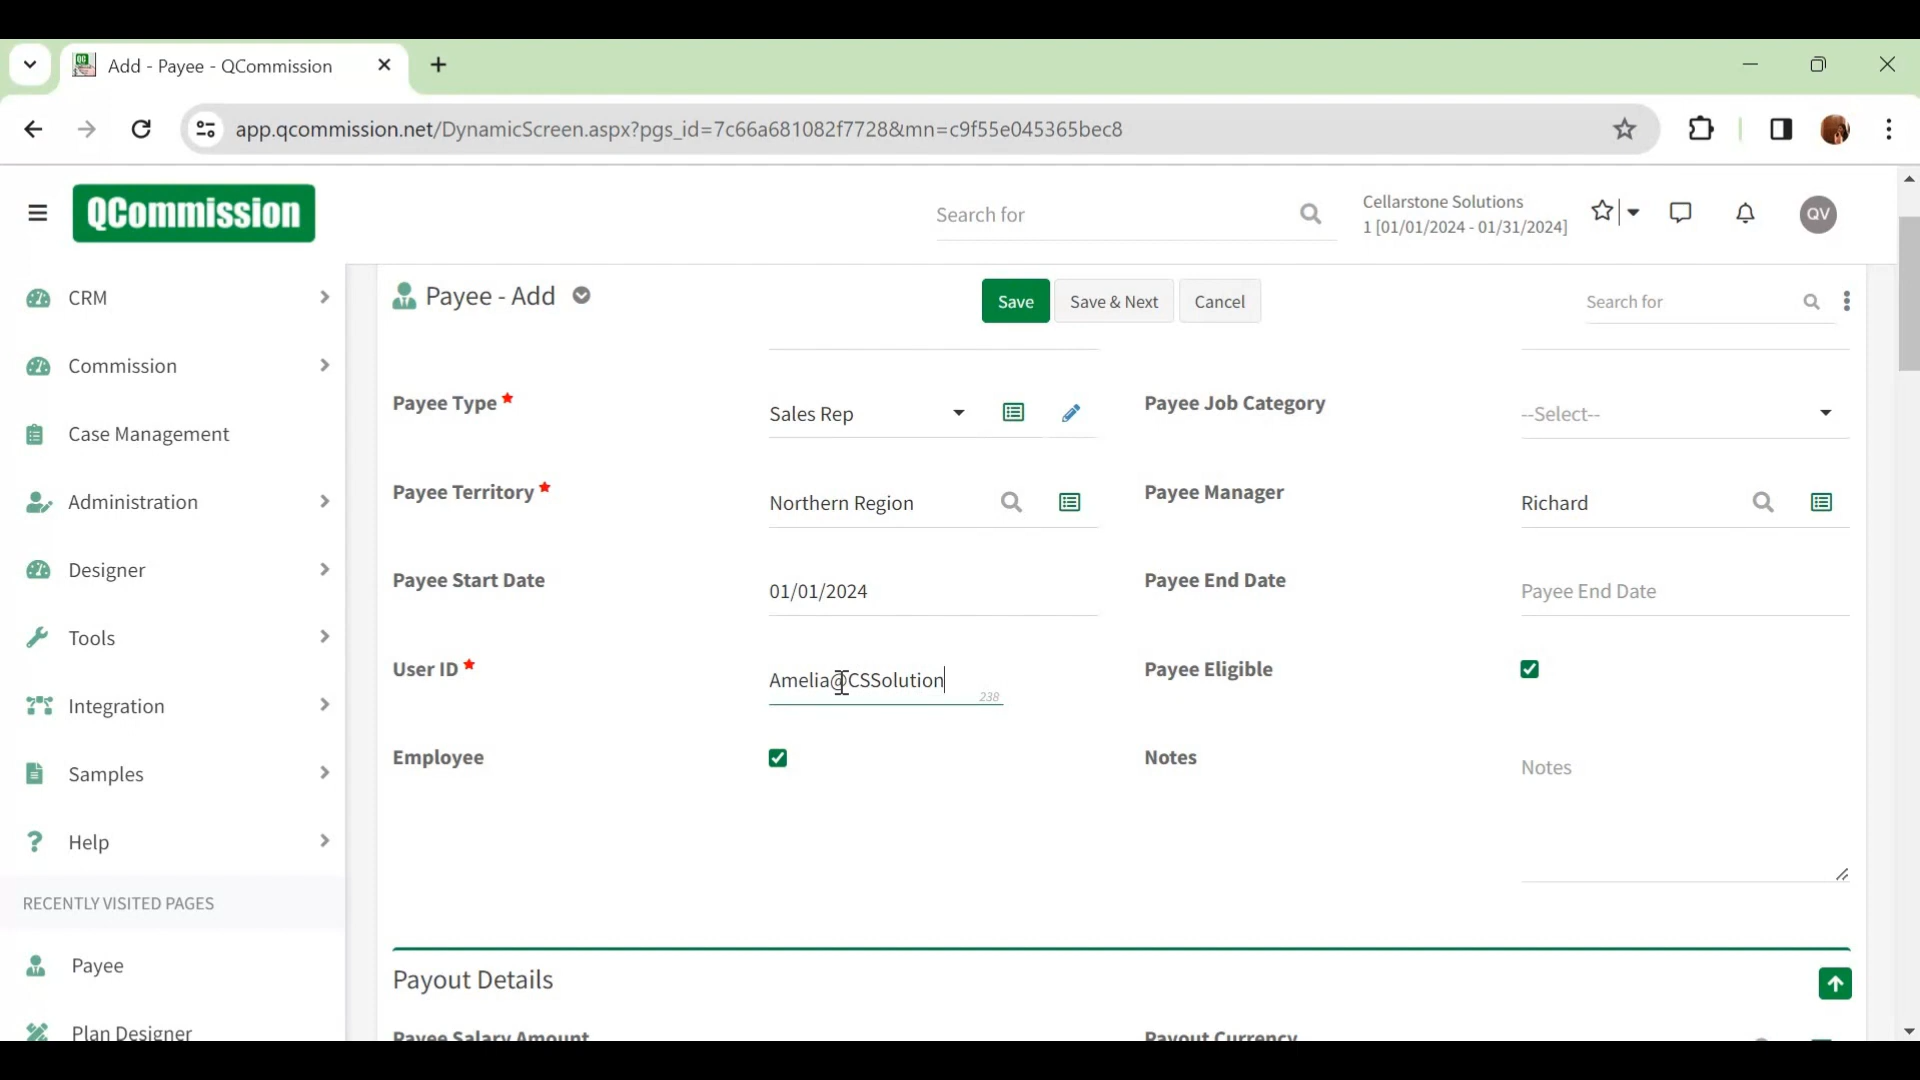 Add - Payee - QCommission
app.qcommission.net/DynamicScreen.aspx?pgs_id=7c66a681082f7728&mn=c9f55e045365bec8
QCommission
Search for
Cellarstone Solutions
1 [01/01/2024 - 01/31/2024]
QV
CRM
Commission
Case Management
Administration
Designer
Tools
Integration
Samples
Help
RECENTLY VISITED PAGES
Payee
Plan Designer
Payee - Add
Save
Save & Next
Cancel
Search for
Payee Type
Sales Rep
Payee Job Category
--Select--
Payee Territory
Northern Region
Payee Manager
Richard
Payee Start Date
01/01/2024
Payee End Date
Payee End Date
User ID
Amelia@CSSolution
238
Payee Eligible
Employee
Notes
Notes
Payout Details
Payee Salary Amount
Payout Currency